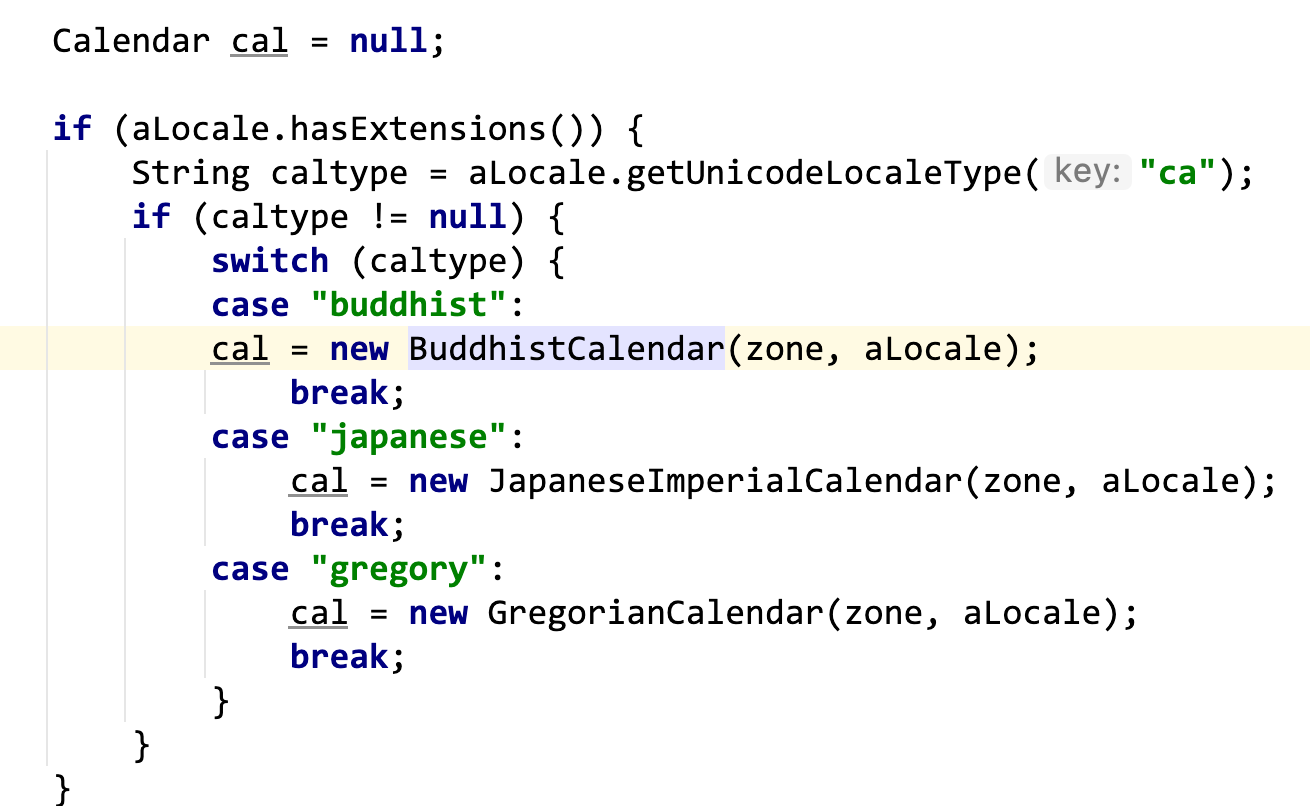 Calendar cal = null;
if (aLocale.hasExtensions()) {
String caltype = aLocale.getUnicodeLocaleType( key: "ca");
if (caltype != null) {
switch (caltype) {
case "buddhist":
cal = new BuddhistCalendar(zone, aLocale);
break;
case "japanese":
cal = new JapaneseImperialCalendar(zone, aLocale);
break;
case "gregory":
cal = new GregorianCalendar(zone, aLocale);
break;
}
}
}